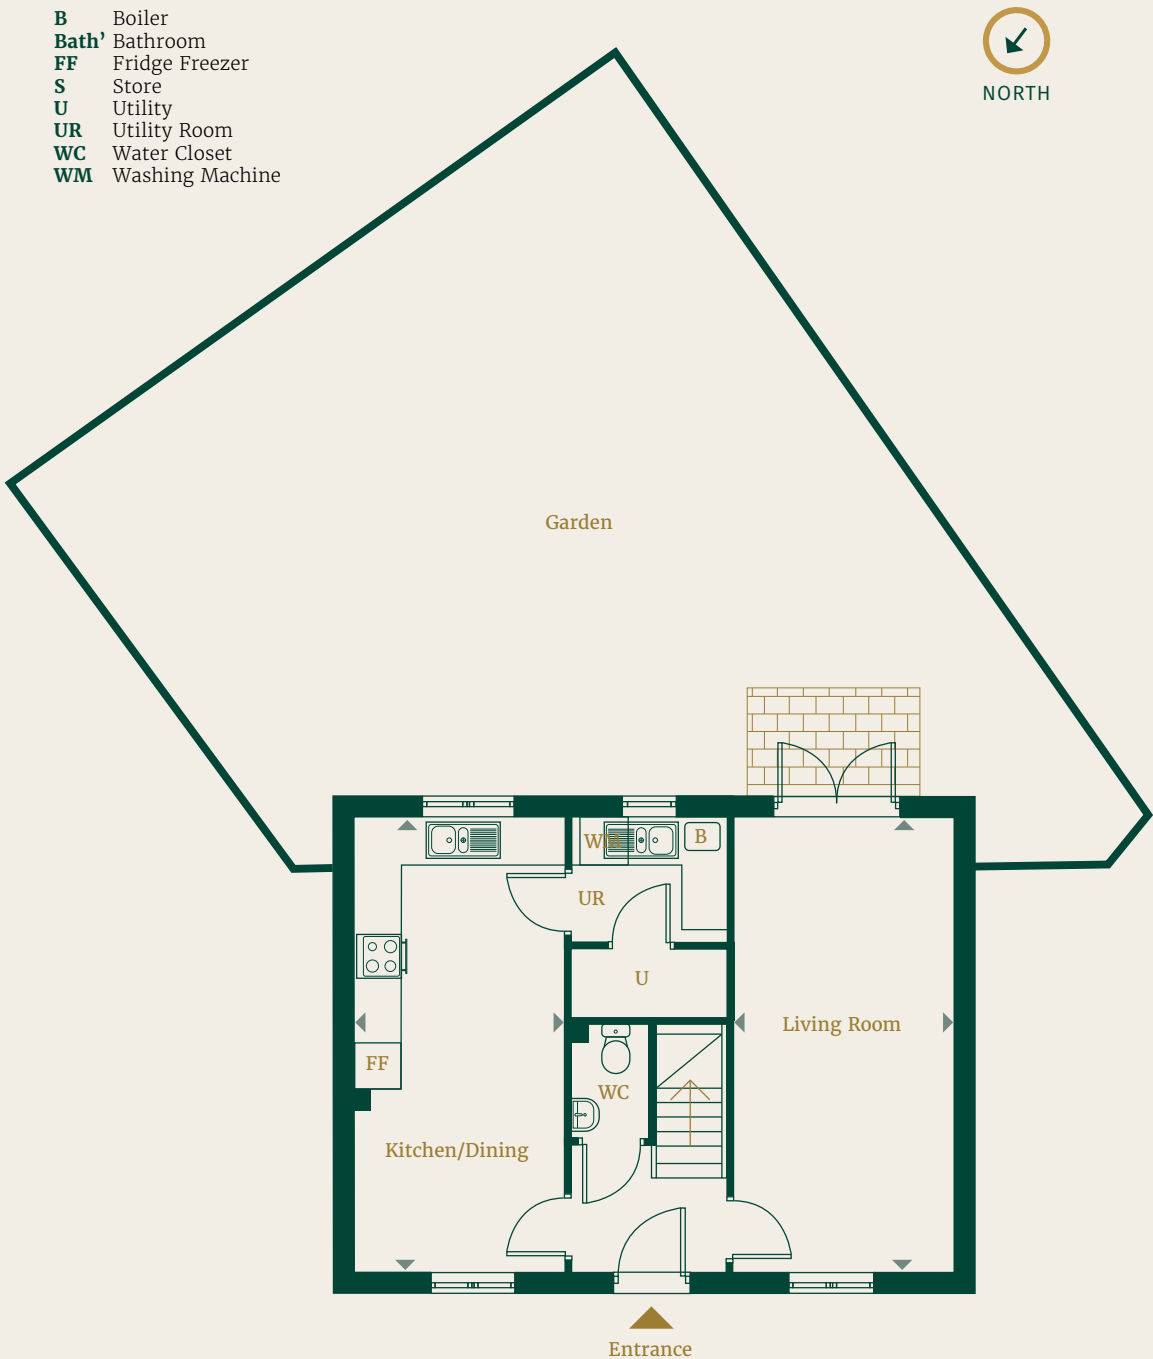 B Boiler
Bath’ Bathroom
FF Fridge Freezer
S Store
U Utility
UR Utility Room
WC Water Closet
WM Washing Machine
NORTH
Garden
WM
B
UR
U
Living Room
FF
WC
Kitchen/Dining
Entrance